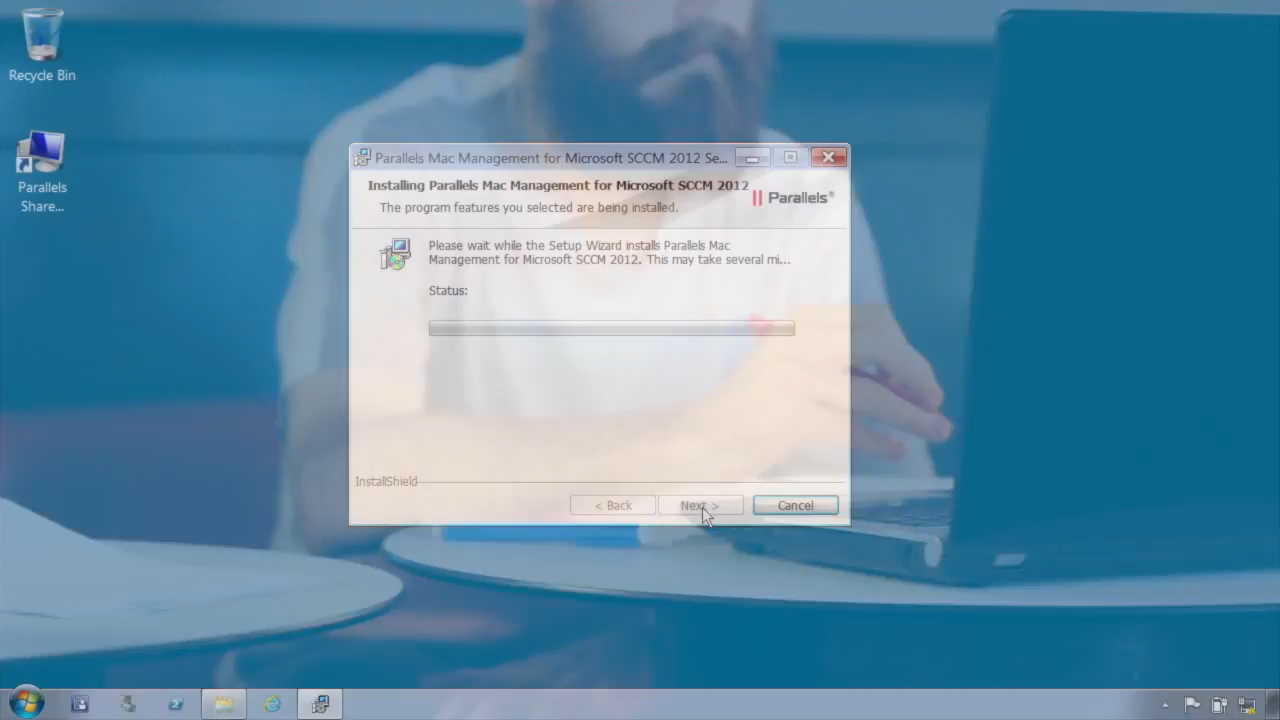 Recycle Bin
Parallels
Share...
Parallels Mac Management for Microsoft SCCM 2012 Se...
Installing Parallels Mac Management for Microsoft SCCM 2012
The program features you selected are being installed.
|| Parallels®
Please wait while the Setup Wizard installs Parallels Mac
Management for Microsoft SCCM 2012. This may take several mi...
Status:
InstallShield
< Back
Next >
Cancel